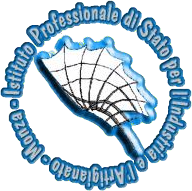 Istituto Professionale di Stato per l'Industria e l'Artigianato - Monza -